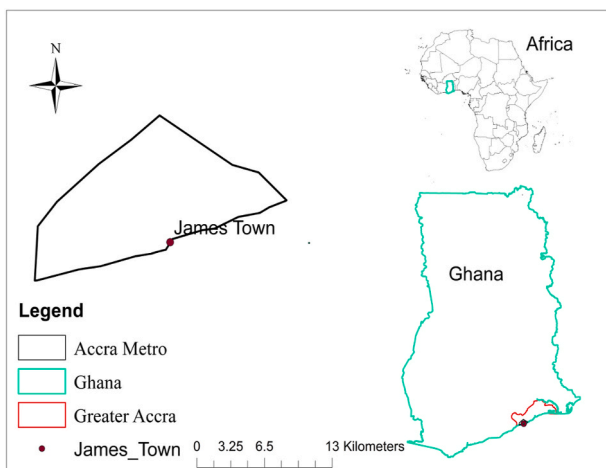 N
Africa
James Town
Ghana
Legend
Accra Metro
Ghana
Greater Accra
James_Town
0 3.25 6.5 13 Kilometers